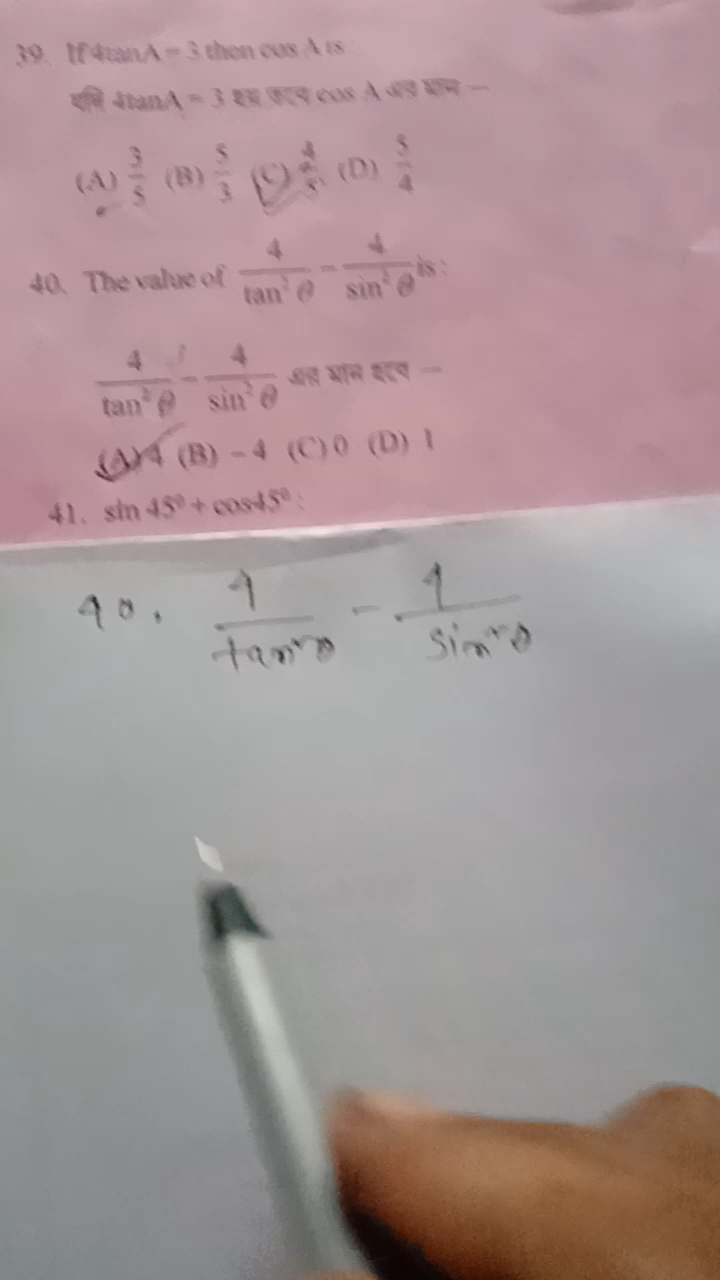 39. If 4tanA = 3 then cos A is :
যদি 4tanA = 3 হয় তবে cos A এর মান —
(A) 3/5 (B) 5/3 (C) 4/5 (D) 5/4
40. The value of 4/tan²θ − 4/sin²θ is :
4/tan²θ − 4/sin²θ এর মান হবে —
(A) 4 (B) − 4 (C) 0 (D) 1
41. sin 45° + cos45° :
40. 4/tan²θ − 4/sin²θ